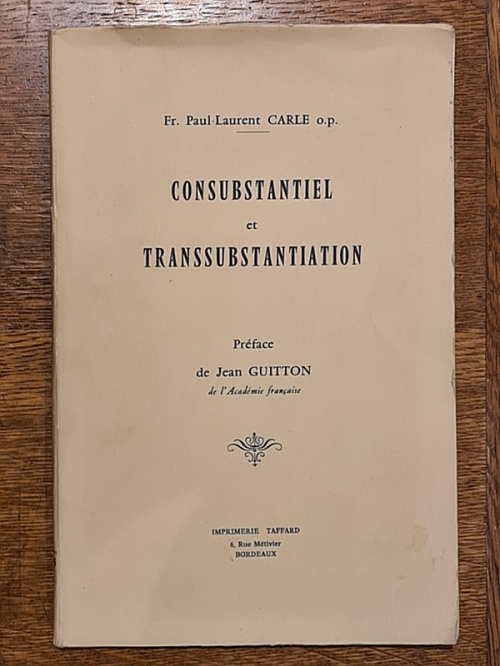 Fr. Paul-Laurent CARLE o.p.
CONSUBSTANTIEL
et
TRANSSUBSTANTIATION
Préface
de Jean GUITTON
de l'Académie française
IMPRIMERIE TAFFARD
6, Rue Métivier
BORDEAUX